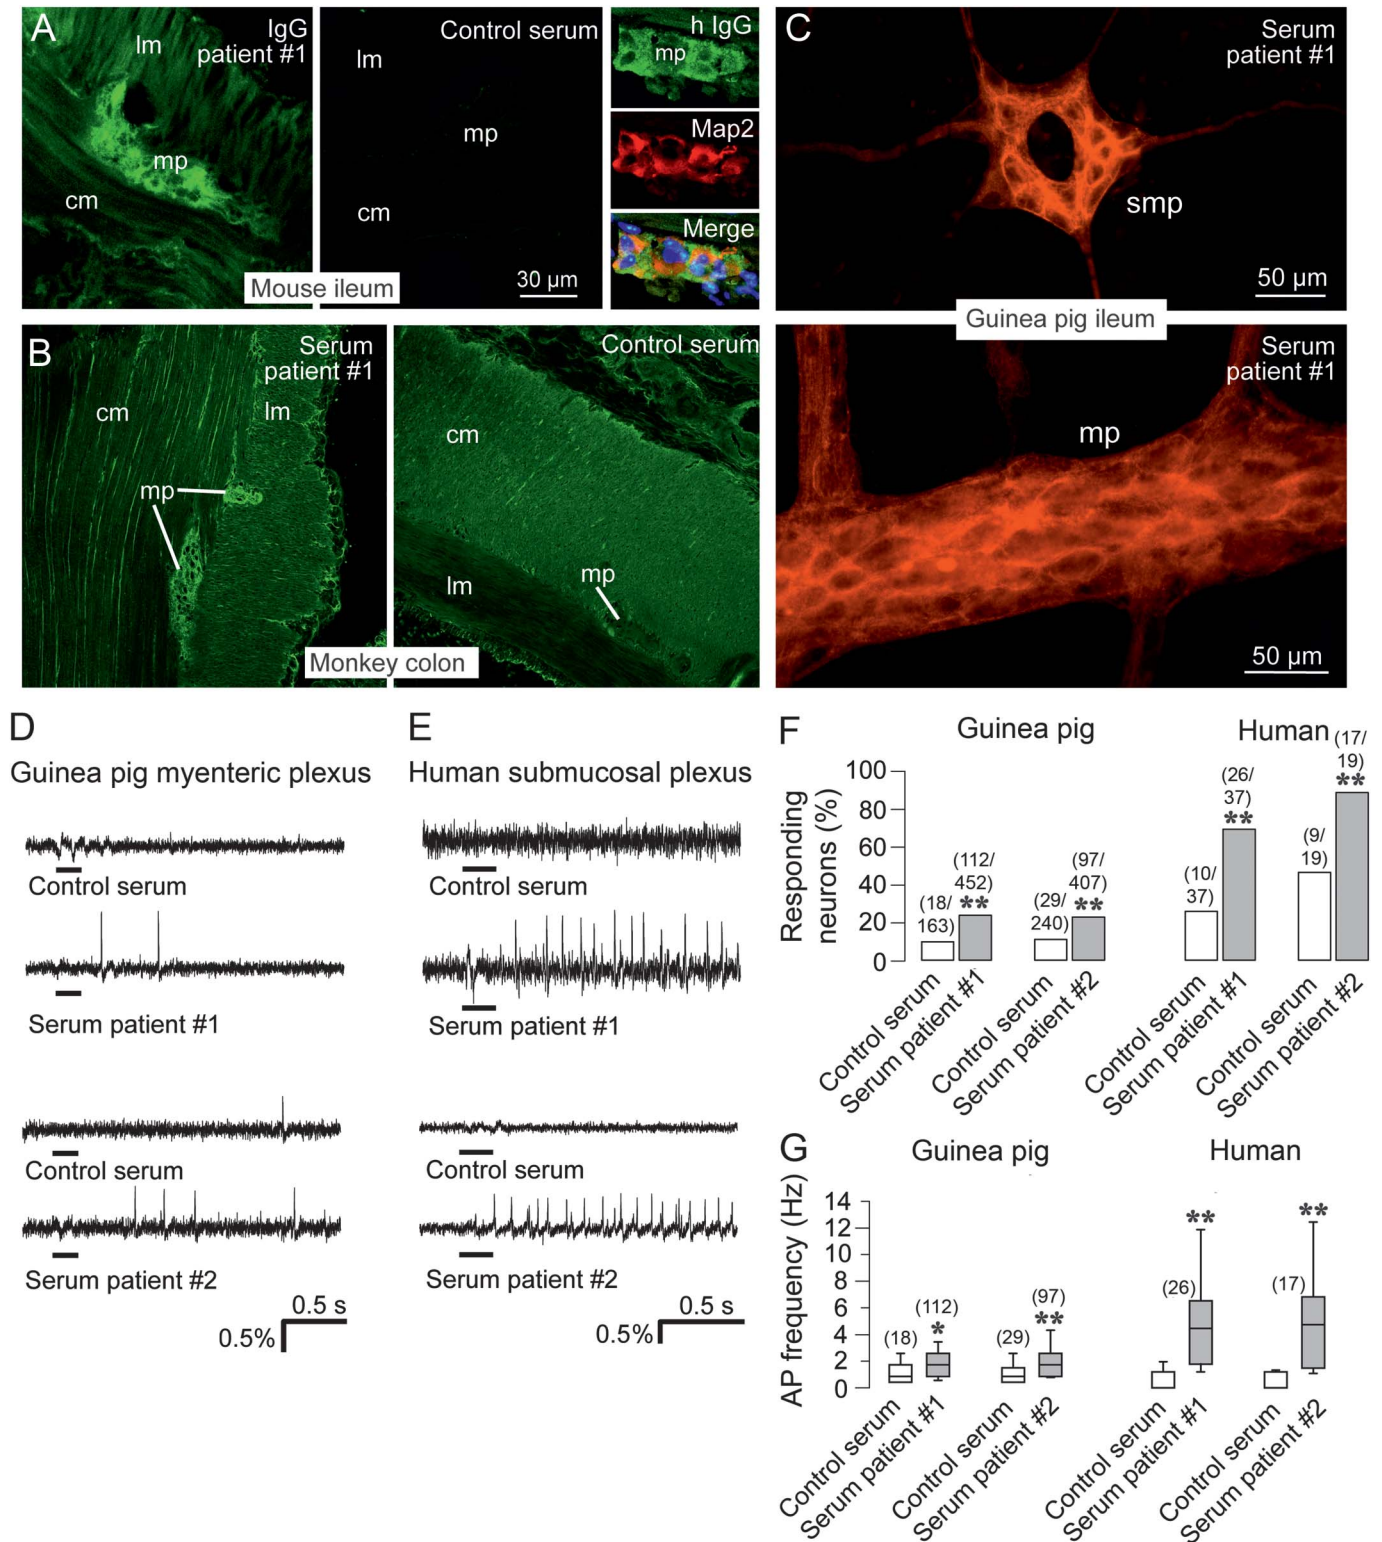 A
lm
IgG
patient #1
mp
cm
Control serum
lm
mp
cm
30 µm
Mouse ileum
h IgG
mp
Map2
Merge
B
Serum
patient #1
cm
lm
mp
Control serum
cm
lm
mp
Monkey colon
C
Serum
patient #1
smp
50 µm
Guinea pig ileum
Serum
patient #1
mp
50 µm
D
Guinea pig myenteric plexus
Control serum
Serum patient #1
Control serum
Serum patient #2
0.5 s
0.5%
E
Human submucosal plexus
Control serum
Serum patient #1
Control serum
Serum patient #2
0.5 s
0.5%
F
Guinea pig
Human
Responding
neurons (%)
100
80
60
40
20
0
(18/
163)
(112/
452)
**
(29/
240)
(97/
407)
**
(10/
37)
(26/
37)
**
(9/
19)
(17/
19)
**
Control serum
Serum patient #1
Control serum
Serum patient #2
Control serum
Serum patient #1
Control serum
Serum patient #2
G
Guinea pig
Human
AP frequency (Hz)
14
12
10
8
6
4
2
0
(18)
(112)
*
(29)
(97)
**
(26)
**
(17)
**
Control serum
Serum patient #1
Control serum
Serum patient #2
Control serum
Serum patient #1
Control serum
Serum patient #2